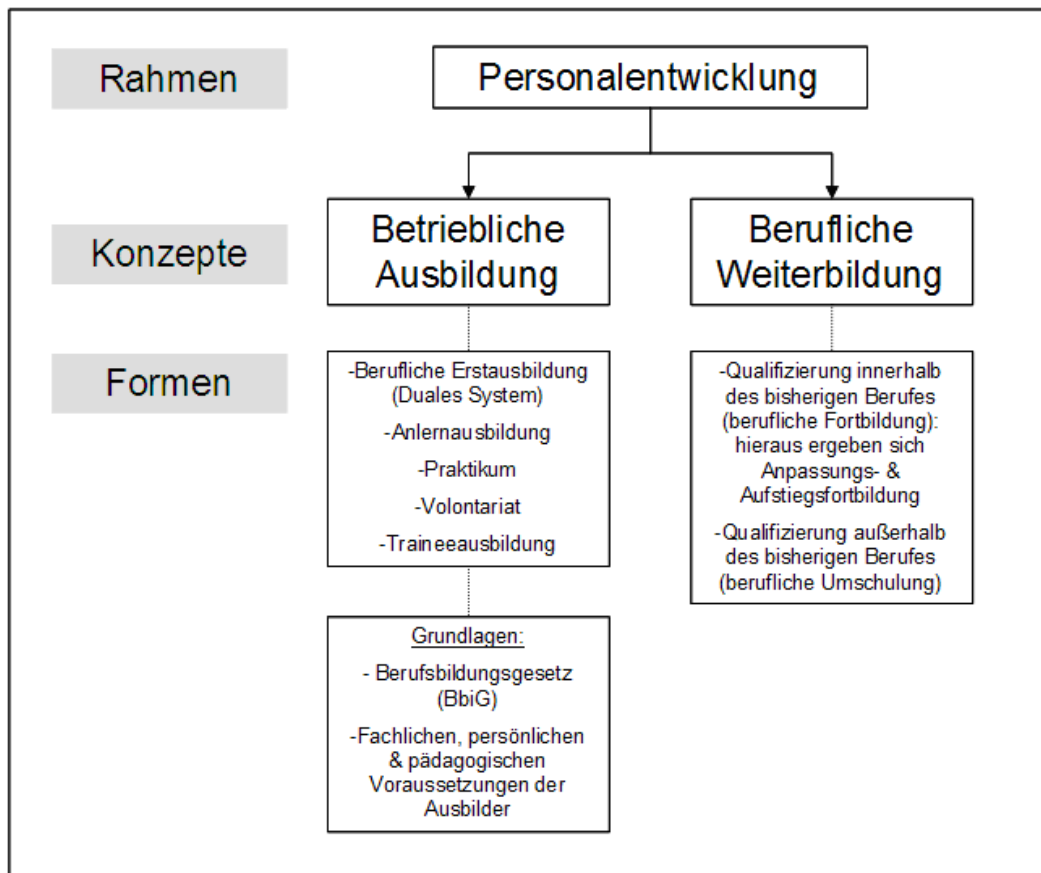 Rahmen
Personalentwicklung
Konzepte
Betriebliche
Ausbildung
Berufliche
Weiterbildung
Formen
-Berufliche Erstausbildung
(Duales System)
-Anlernausbildung
-Praktikum
-Volontariat
-Traineeausbildung
-Qualifizierung innerhalb
des bisherigen Berufes
(berufliche Fortbildung):
hieraus ergeben sich
Anpassungs- &
Aufstiegsfortbildung
-Qualifizierung außerhalb
des bisherigen Berufes
(berufliche Umschulung)
Grundlagen:
- Berufsbildungsgesetz
(BbiG)
-Fachlichen, persönlichen
& pädagogischen
Voraussetzungen der
Ausbilder